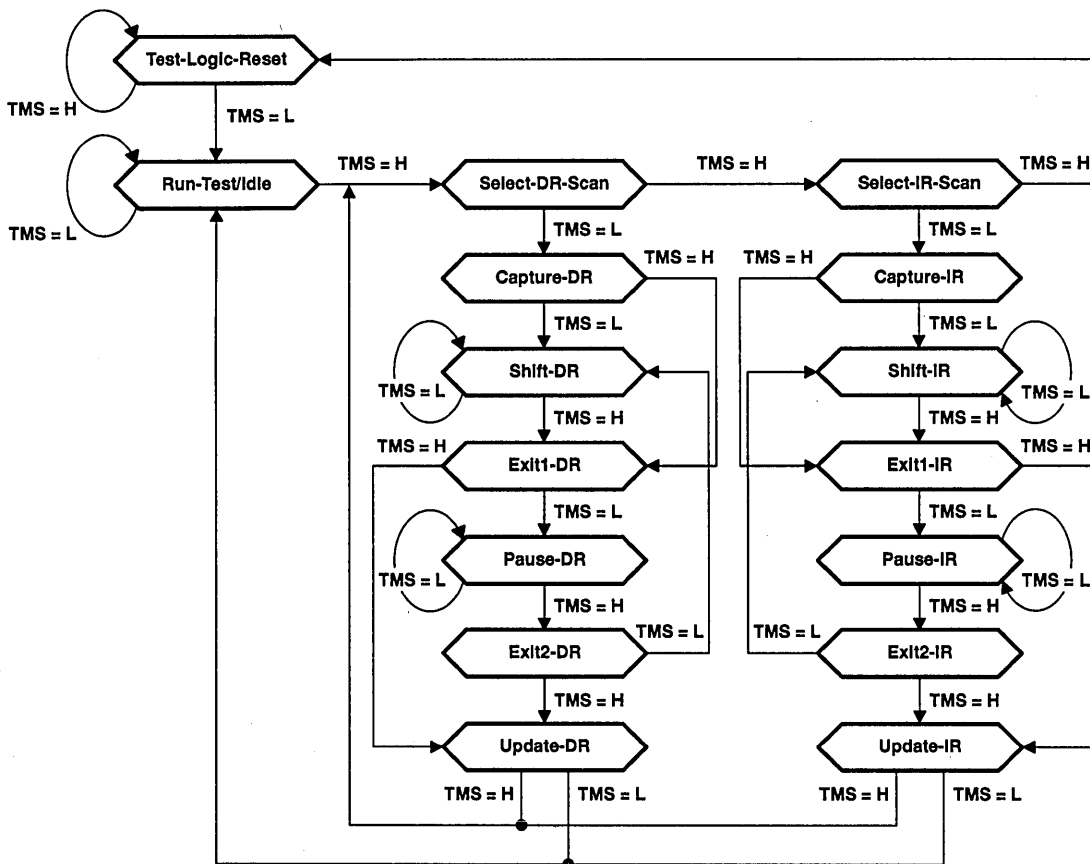 Test-Logic-Reset
TMS = H
TMS = L
Run-Test/Idle
TMS = H
Select-DR-Scan
TMS = H
Select-IR-Scan
TMS = H
TMS = L
TMS = L
TMS = L
Capture-DR
TMS = H
TMS = H
Capture-IR
TMS = L
TMS = L
Shift-DR
Shift-IR
TMS = L
TMS = L
TMS = H
TMS = H
TMS = H
Exit1-DR
Exit1-IR
TMS = H
TMS = L
TMS = L
Pause-DR
Pause-IR
TMS = L
TMS = L
TMS = H
TMS = H
Exit2-DR
TMS = L
TMS = L
Exit2-IR
TMS = H
TMS = H
Update-DR
Update-IR
TMS = H
TMS = L
TMS = H
TMS = L